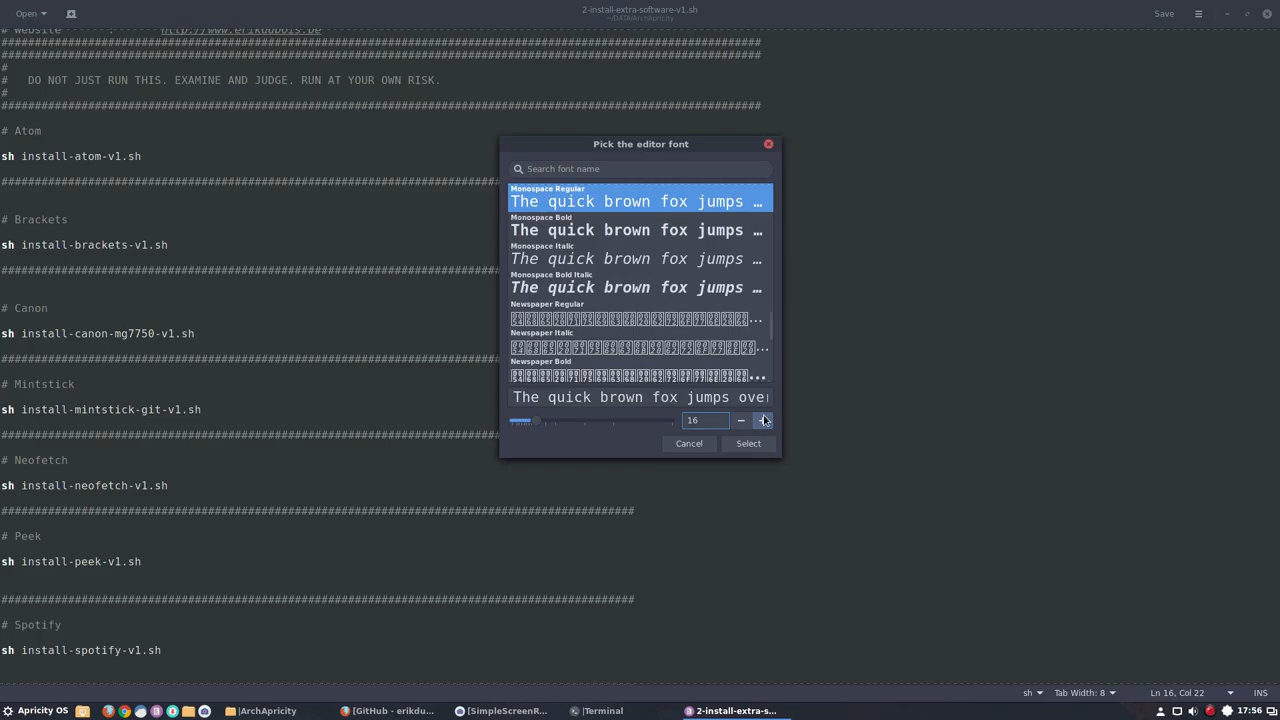 Open
2-install-extra-software-v1.sh
~/DATA/ArchApricity
Save
# Website : http://www.erikdubois.be
##################################################################################################################
##################################################################################################################
#
# DO NOT JUST RUN THIS. EXAMINE AND JUDGE. RUN AT YOUR OWN RISK.
#
##################################################################################################################
# Atom
sh install-atom-v1.sh
# Brackets
sh install-brackets-v1.sh
# Canon
sh install-canon-mg7750-v1.sh
# Mintstick
sh install-mintstick-git-v1.sh
# Neofetch
sh install-neofetch-v1.sh
###############################################################################################
# Peek
sh install-peek-v1.sh
###############################################################################################
# Spotify
sh install-spotify-v1.sh
Pick the editor font
Search font name
Monospace Regular
The quick brown fox jumps …
Monospace Bold
The quick brown fox jumps …
Monospace Italic
The quick brown fox jumps …
Monospace Bold Italic
The quick brown fox jumps …
Newspaper Regular
Newspaper Italic
Newspaper Bold
The quick brown fox jumps over
16
Cancel
Select
sh
Tab Width: 8
Ln 16, Col 22
INS
Apricity OS
[ArchApricity
[GitHub - erikdu...
[SimpleScreenR...
[Terminal
2-install-extra-s...
17:56